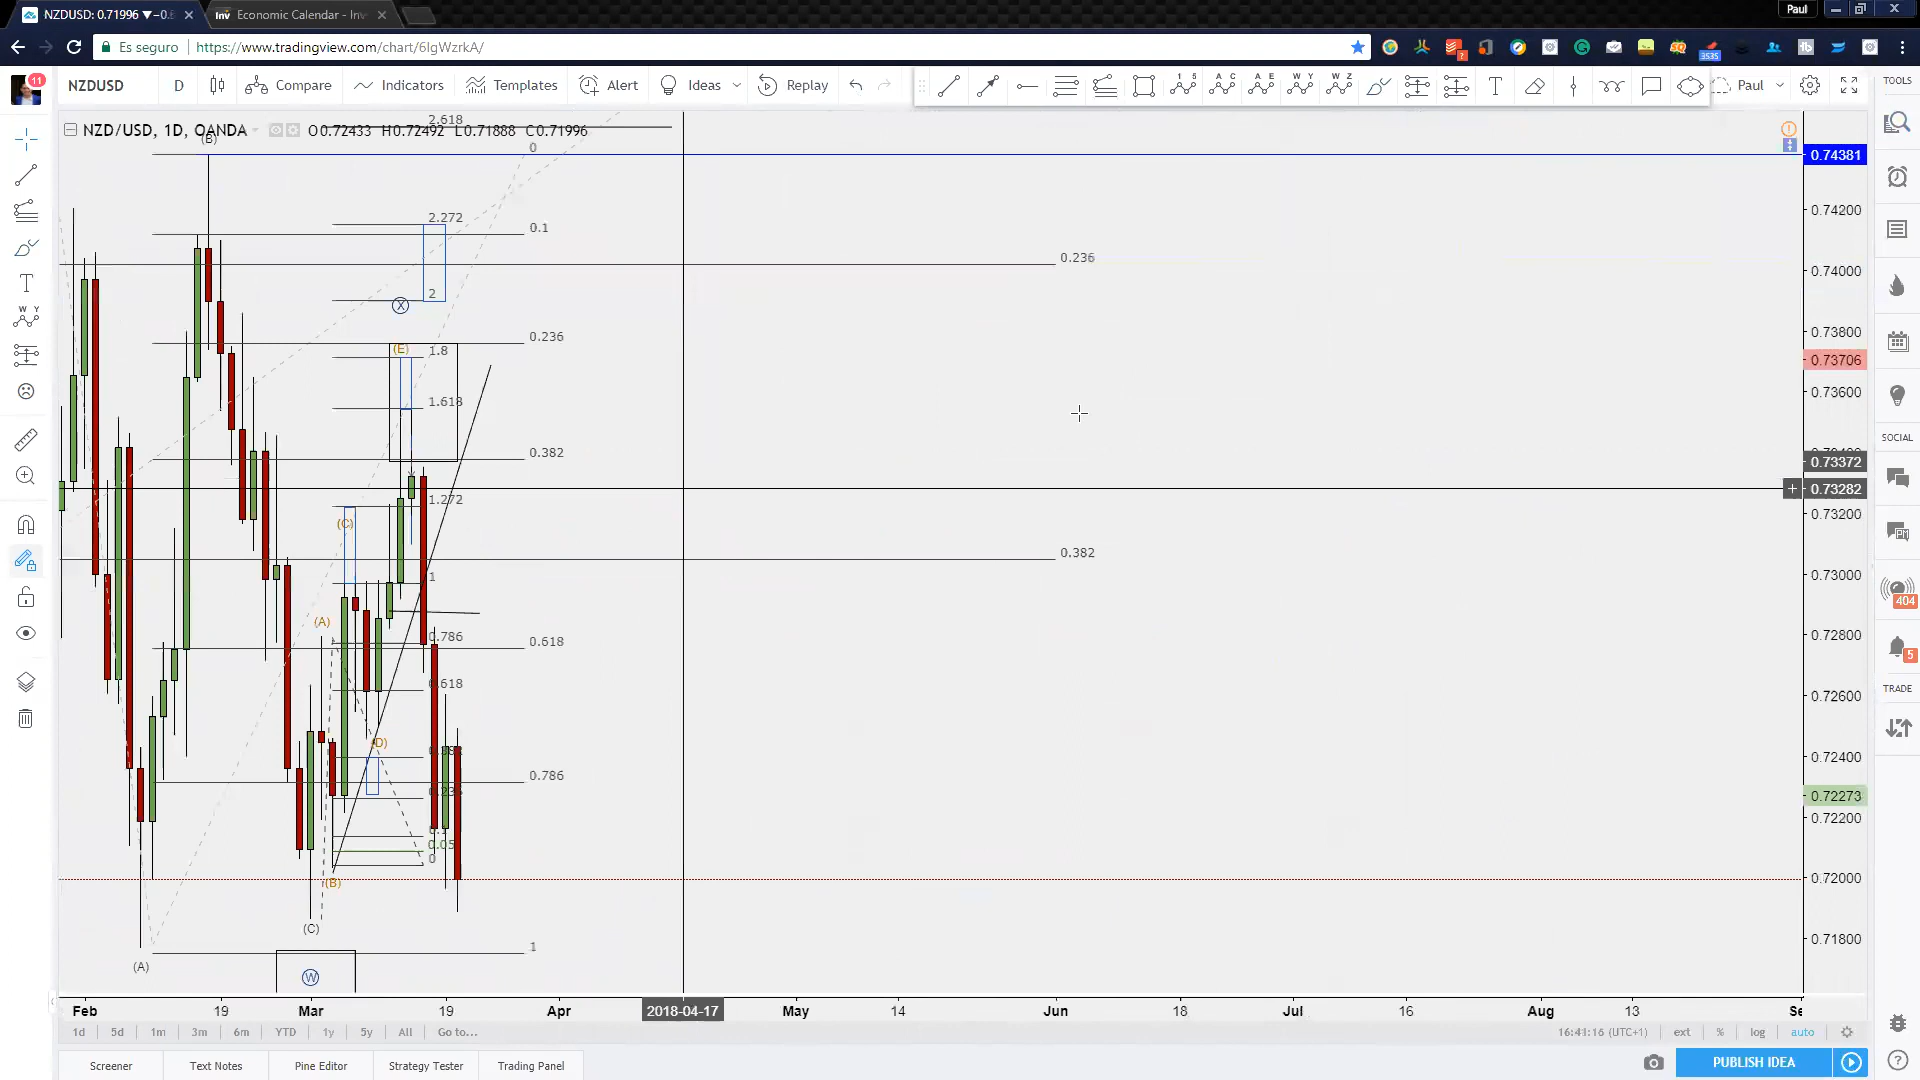 NZDUSD: 0.71996 ▼−0.
Economic Calendar - Inv
Paul
Es seguro
https://www.tradingview.com/chart/6IgWzrkA/
3535
11
NZDUSD
D
Compare
Indicators
Templates
Alert
Ideas
Replay
Paul
TOOLS
NZD/USD, 1D, OANDA
O0.72433 H0.72492 L0.71888 C0.71996
2.618
0
(B)
0.74381
2.272
0.1
0.74200
0.236
0.74000
2
X
0.73800
0.236
(E)
1.8
0.73706
0.73600
1.618
SOCIAL
0.382
0.73372
0.73282
1.272
0.73200
(C)
0.382
1
0.73000
404
(A)
0.786
0.72800
0.618
5
0.618
0.72600
TRADE
(D)
0.72400
0.786
0.72273
0.72200
0.05
0
0.72000
(B)
(C)
0.71800
1
(A)
W
Feb
19
Mar
19
Apr
2018-04-17
May
14
Jun
18
Jul
16
Aug
13
1d
5d
1m
3m
6m
YTD
1y
5y
All
Go to...
16:41:16 (UTC+1)
ext
%
log
auto
Screener
Text Notes
Pine Editor
Strategy Tester
Trading Panel
PUBLISH IDEA